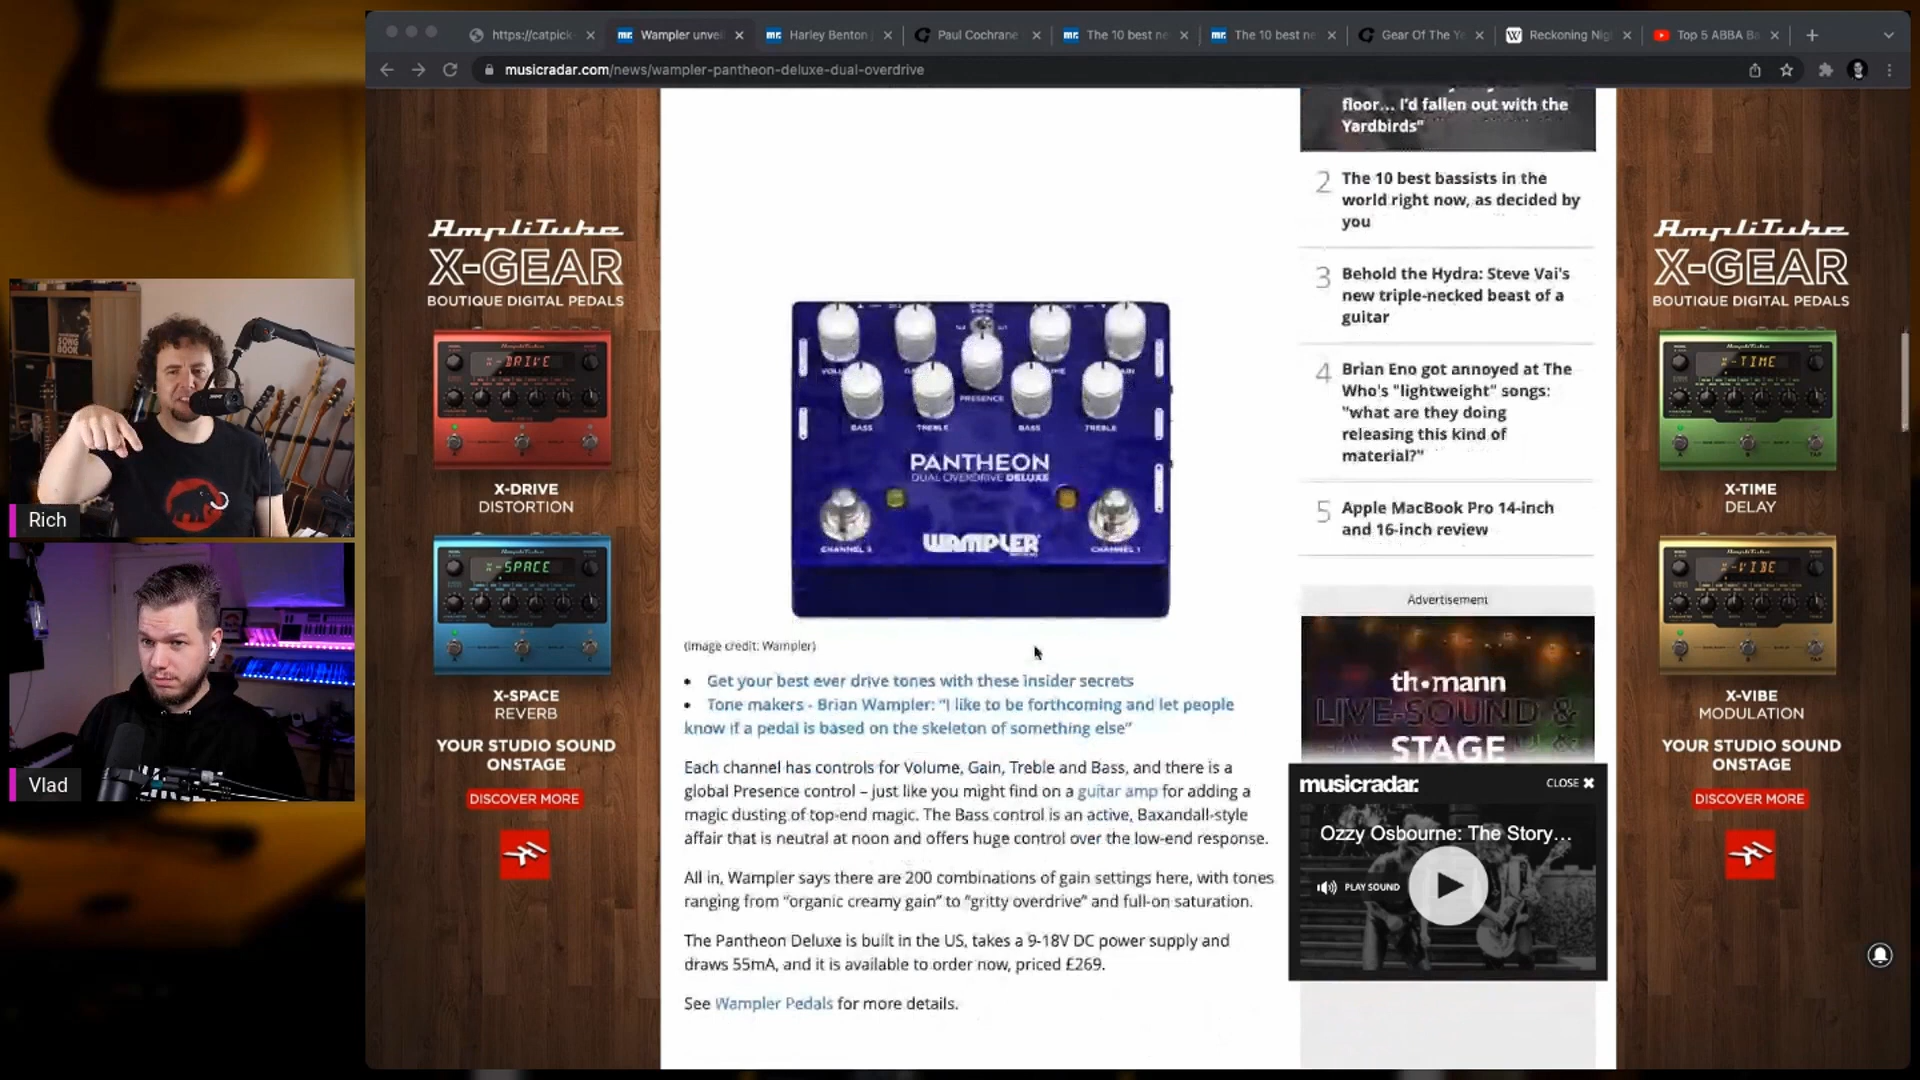 https://catpick
Wampler unvei
Harley Benton
Paul Cochrane
The 10 best ne
The 10 best ne
Gear Of The Ye
Reckoning Nig
Top 5 ABBA Ba
musicradar.com/news/wampler-pantheon-deluxe-dual-overdrive
AmpliTube
X-GEAR
BOUTIQUE DIGITAL PEDALS
X-DRIVE
X-DRIVE
DISTORTION
X-SPACE
X-SPACE
REVERB
YOUR STUDIO SOUND
ONSTAGE
DISCOVER MORE
Rich
Vlad
SONG
BOOK
BASS
TREBLE
PRESENCE
BASS
TREBLE
PANTHEON
DUAL OVERDRIVE DELUXE
WAMPLER
CHANNEL 2
CHANNEL 1
(Image credit: Wampler)
• Get your best ever drive tones with these insider secrets
• Tone makers - Brian Wampler: "I like to be forthcoming and let people
know if a pedal is based on the skeleton of something else"
Each channel has controls for Volume, Gain, Treble and Bass, and there is a
global Presence control – just like you might find on a guitar amp for adding a
magic dusting of top-end magic. The Bass control is an active, Baxandall-style
affair that is neutral at noon and offers huge control over the low-end response.
All in, Wampler says there are 200 combinations of gain settings here, with tones
ranging from "organic creamy gain" to "gritty overdrive" and full-on saturation.
The Pantheon Deluxe is built in the US, takes a 9-18V DC power supply and
draws 55mA, and it is available to order now, priced £269.
See Wampler Pedals for more details.
floor... I'd fallen out with the
Yardbirds"
2 The 10 best bassists in the
world right now, as decided by
you
3 Behold the Hydra: Steve Vai's
new triple-necked beast of a
guitar
4 Brian Eno got annoyed at The
Who's "lightweight" songs:
"what are they doing
releasing this kind of
material?"
5 Apple MacBook Pro 14-inch
and 16-inch review
Advertisement
th•mann
LIVE-SOUND &
STAGE
musicradar.
CLOSE ✖
Ozzy Osbourne: The Story...
PLAY SOUND
AmpliTube
X-GEAR
BOUTIQUE DIGITAL PEDALS
X-TIME
X-TIME
DELAY
X-VIBE
X-VIBE
MODULATION
YOUR STUDIO SOUND
ONSTAGE
DISCOVER MORE